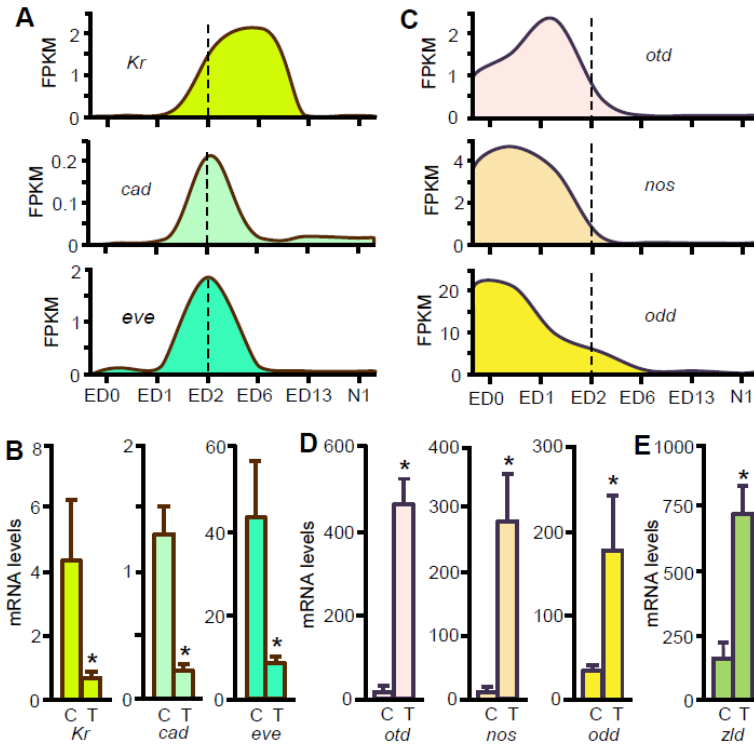 A
FPKM
2
1
0
Kr
FPKM
0.2
0.1
0
cad
FPKM
2
1
0
eve
ED0 ED1 ED2 ED6 ED13 N1
C
FPKM
2
1
0
otd
FPKM
4
2
0
nos
FPKM
20
10
0
odd
ED0 ED1 ED2 ED6 ED13 N1
B
mRNA levels
8
6
4
2
0
*
C T
Kr
2
1
0
*
C T
cad
60
40
20
0
*
C T
eve
D
mRNA levels
600
400
200
0
*
C T
otd
400
300
200
100
0
*
C T
nos
300
200
100
0
*
C T
odd
E
mRNA levels
1000
750
500
250
0
*
C T
zld